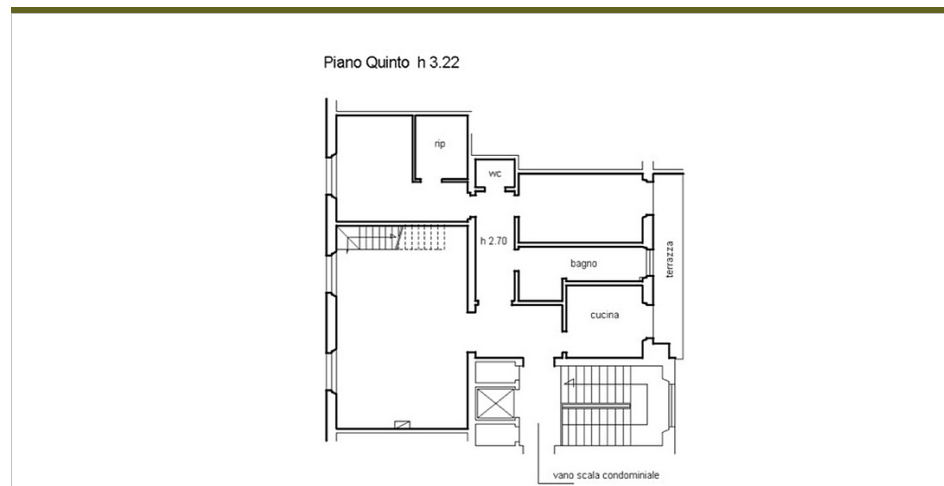 Piano Quinto h 3.22
rip
wc
h 2.70
bagno
terrazza
cucina
vano scala condominiale